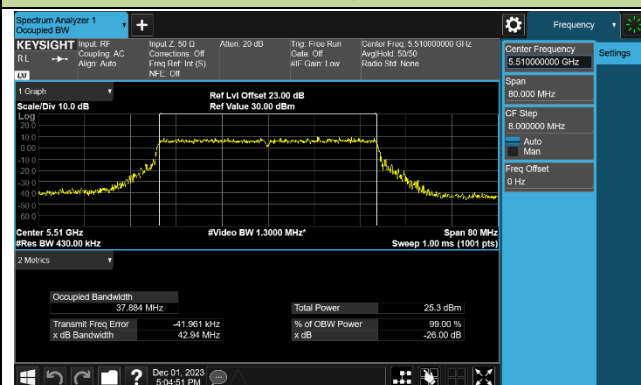 Spectrum Analyzer 1
Occupied BW
Frequency
KEYSIGHT
Input: RF
Input Z: 50 Ω
Atten: 20 dB
Trig: Free Run
Center Freq: 5.510000000 GHz
RL
Coupling: AC
Corrections: Off
Gate: Off
Avg|Hold: 50/50
Align: Auto
Freq Ref: Int (S)
#IF Gain: Low
Radio Std: None
NFE: Off
LXI
Center Frequency
5.510000000 GHz
Settings
Span
80.000 MHz
CF Step
8.000000 MHz
Auto
Man
Freq Offset
0 Hz
1 Graph
Ref Lvl Offset 23.00 dB
Scale/Div 10.0 dB
Ref Value 30.00 dBm
Log
20.0
10.0
0.00
-10.0
-20.0
-30.0
-40.0
-50.0
-60.0
Center 5.51 GHz
#Video BW 1.3000 MHz*
Span 80 MHz
#Res BW 430.00 kHz
Sweep 1.00 ms (1001 pts)
2 Metrics
Occupied Bandwidth
37.884 MHz
Total Power
25.3 dBm
Transmit Freq Error
-41.961 kHz
% of OBW Power
99.00 %
x dB Bandwidth
42.94 MHz
x dB
-26.00 dB
?
Dec 01, 2023
5:04:51 PM